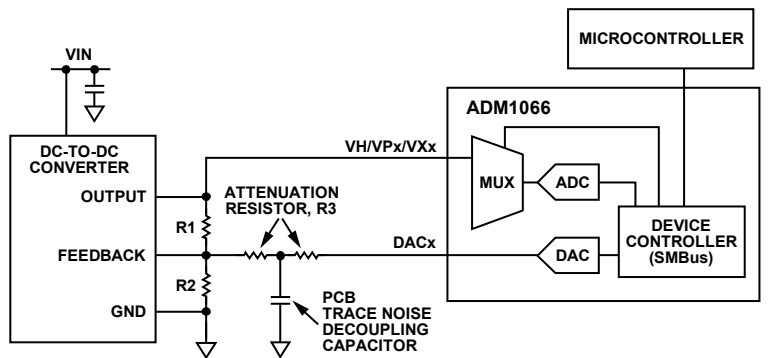 VIN
MICROCONTROLLER
ADM1066
DC-TO-DC
CONVERTER
VH/VPx/VXx
MUX
ADC
OUTPUT
ATTENUATION
RESISTOR, R3
R1
DEVICE
CONTROLLER
(SMBus)
FEEDBACK
DACx
DAC
R2
GND
PCB
TRACE NOISE
DECOUPLING
CAPACITOR